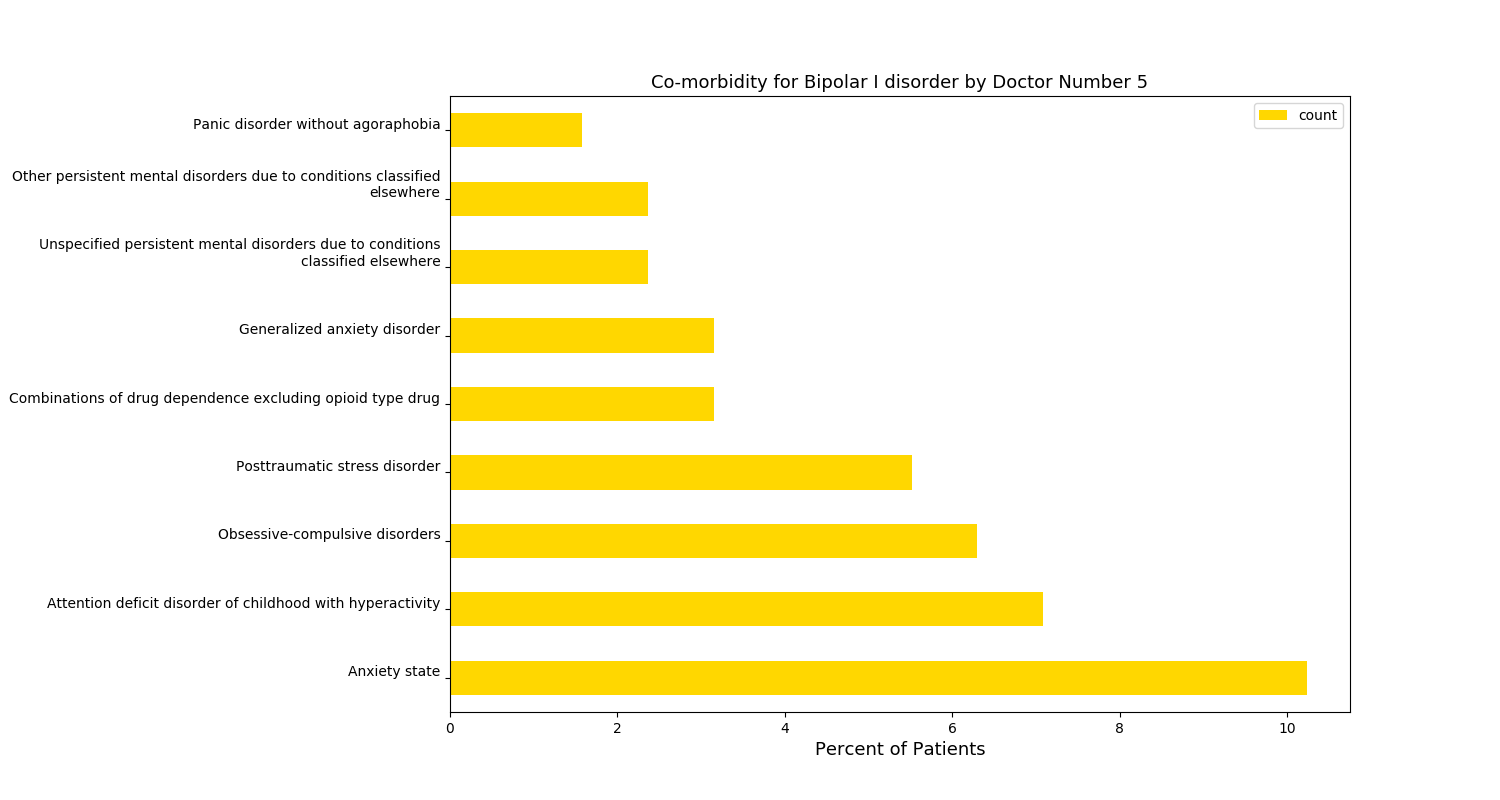 Co-morbidity for Bipolar I disorder by Doctor Number 5
count
Panic disorder without agoraphobia
Other persistent mental disorders due to conditions classified
elsewhere
Unspecified persistent mental disorders due to conditions
classified elsewhere
Generalized anxiety disorder
Combinations of drug dependence excluding opioid type drug
Posttraumatic stress disorder
Obsessive-compulsive disorders
Attention deficit disorder of childhood with hyperactivity
Anxiety state
0 2 4 6 8 10
Percent of Patients